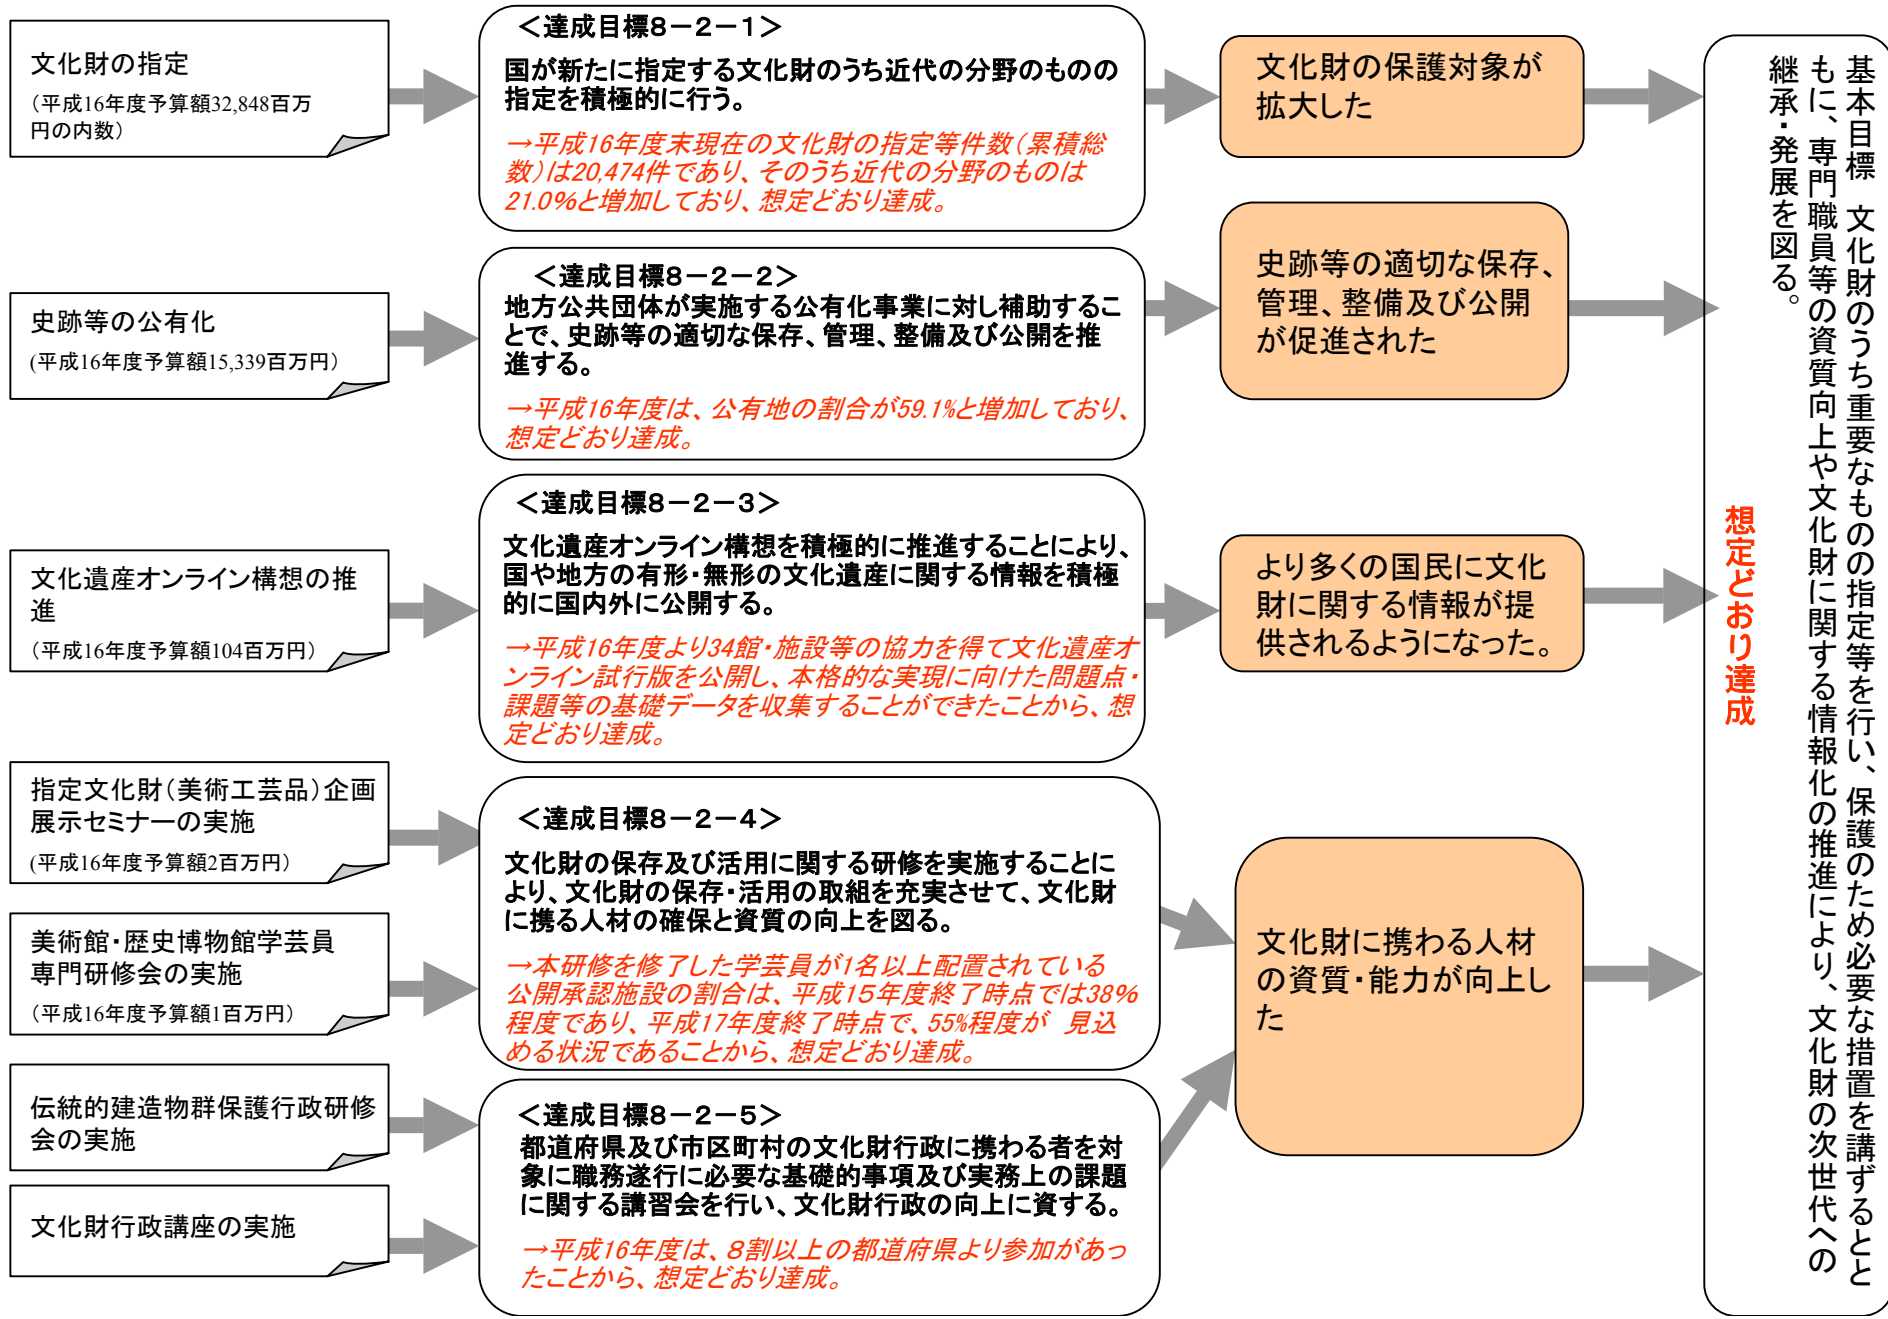 文化財の指定
（平成16年度予算額32,848百万
円の内数）
＜達成目標8－2－1＞
国が新たに指定する文化財のうち近代の分野のものの
指定を積極的に行う。
→平成16年度末現在の文化財の指定等件数（累積総
数）は20,474件であり、そのうち近代の分野のものは
21.0％と増加しており、想定どおり達成。
文化財の保護対象が
拡大した
史跡等の公有化
(平成16年度予算額15,339百万円）
＜達成目標8－2－2＞
地方公共団体が実施する公有化事業に対し補助するこ
とで、史跡等の適切な保存、管理、整備及び公開を推
進する。
→平成16年度は、公有地の割合が59.1%と増加しており、
想定どおり達成。
史跡等の適切な保存、
管理、整備及び公開
が促進された
文化遺産オンライン構想の推
進
（平成16年度予算額104百万円）
＜達成目標8－2－3＞
文化遺産オンライン構想を積極的に推進することにより、
国や地方の有形・無形の文化遺産に関する情報を積極
的に国内外に公開する。
→平成16年度より34館・施設等の協力を得て文化遺産オ
ンライン試行版を公開し、本格的な実現に向けた問題点・
課題等の基礎データを収集することができたことから、想
定どおり達成。
より多くの国民に文化
財に関する情報が提
供されるようになった。
指定文化財（美術工芸品）企画
展示セミナーの実施
(平成16年度予算額2百万円）
美術館・歴史博物館学芸員
専門研修会の実施
（平成16年度予算額1百万円）
＜達成目標8－2－4＞
文化財の保存及び活用に関する研修を実施することに
より、文化財の保存・活用の取組を充実させて、文化財
に携る人材の確保と資質の向上を図る。
→本研修を修了した学芸員が1名以上配置されている
公開承認施設の割合は、平成15年度終了時点では38％
程度であり、平成17年度終了時点で、55%程度が 見込
める状況であることから、想定どおり達成。
伝統的建造物群保護行政研修
会の実施
文化財行政講座の実施
＜達成目標8－2－5＞
都道府県及び市区町村の文化財行政に携わる者を対
象に職務遂行に必要な基礎的事項及び実務上の課題
に関する講習会を行い、文化財行政の向上に資する。
→平成16年度は、８割以上の都道府県より参加があっ
たことから、想定どおり達成。
文化財に携わる人材
の資質・能力が向上し
た
基本目標 文化財のうち重要なものの指定等を行い、保護のため必要な措置を講ずるとと
もに、専門職員等の資質向上や文化財に関する情報化の推進により、文化財の次世代への
継承・発展を図る。
想定どおり達成